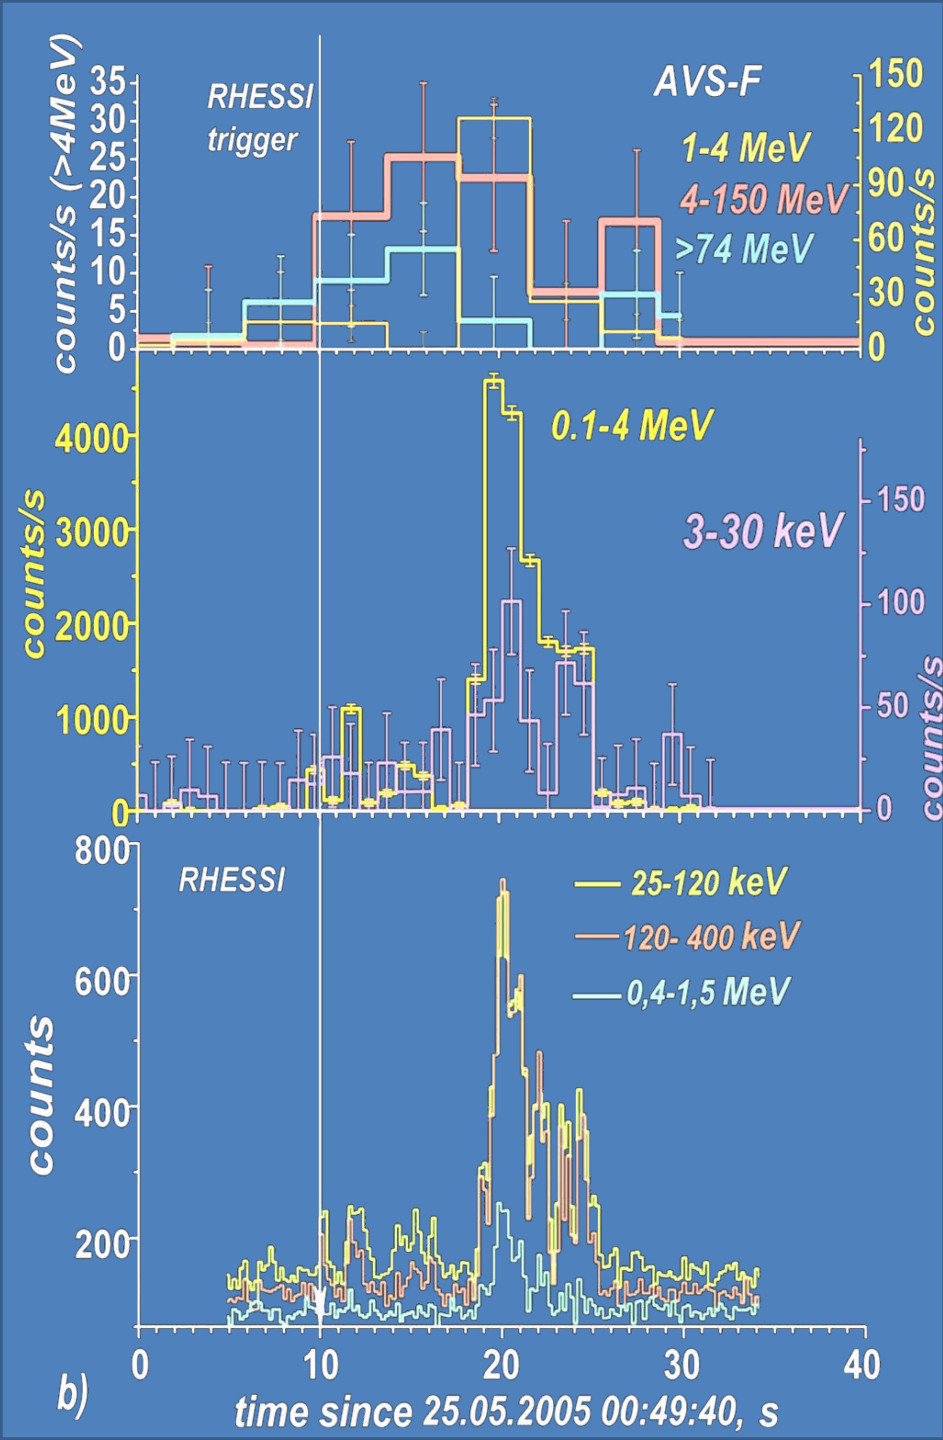 counts/s (>4MeV)
35
30
25
20
15
10
5
0
RHESSI
trigger
AVS-F
1-4 MeV
4-150 MeV
>74 MeV
150
120
90
60
30
0
counts/s
counts/s
4000
3000
2000
1000
0
0.1-4 MeV
3-30 keV
150
100
50
0
counts/s
counts
800
600
400
200
RHESSI
25-120 keV
120- 400 keV
0,4-1,5 MeV
0 10 20 30 40
b) time since 25.05.2005 00:49:40, s